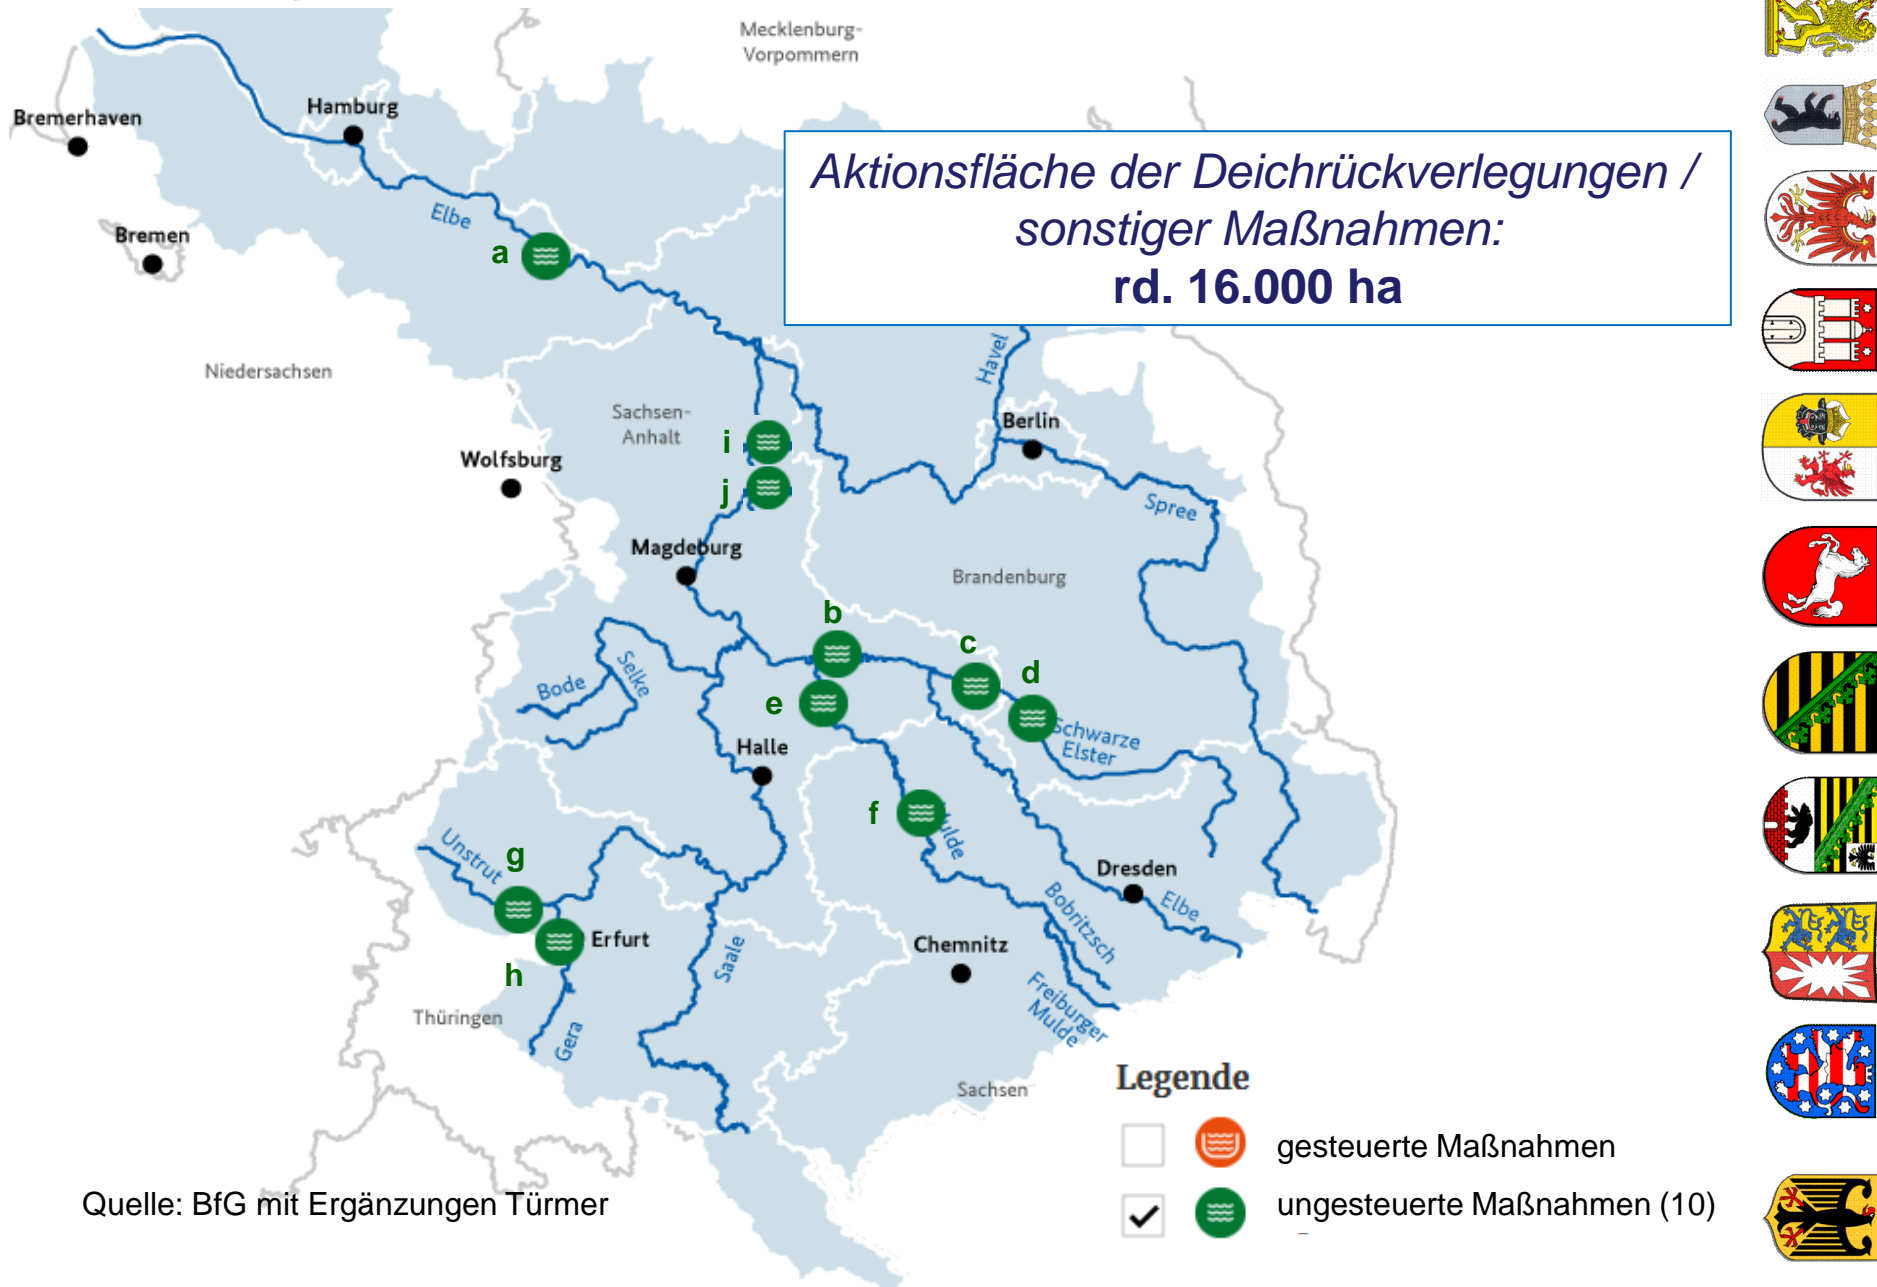 Mecklenburg-
Vorpommern
Bremerhaven
Hamburg
Aktionsfläche der Deichrückverlegungen /
sonstiger Maßnahmen:
rd. 16.000 ha
Elbe
Bremen
a
Havel
Niedersachsen
Sachsen-
Anhalt
Berlin
i
Wolfsburg
j
Spree
Magdeburg
Brandenburg
b
c
d
Selke
Bode
e
Schwarze
Elster
Halle
f
Mulde
Unstrut
g
Dresden
Bobritzsch
Elbe
Erfurt
h
Saale
Chemnitz
Freiburger
Mulde
Thüringen
Gera
Legende
Sachsen
gesteuerte Maßnahmen
ungesteuerte Maßnahmen (10)
Quelle: BfG mit Ergänzungen Türmer